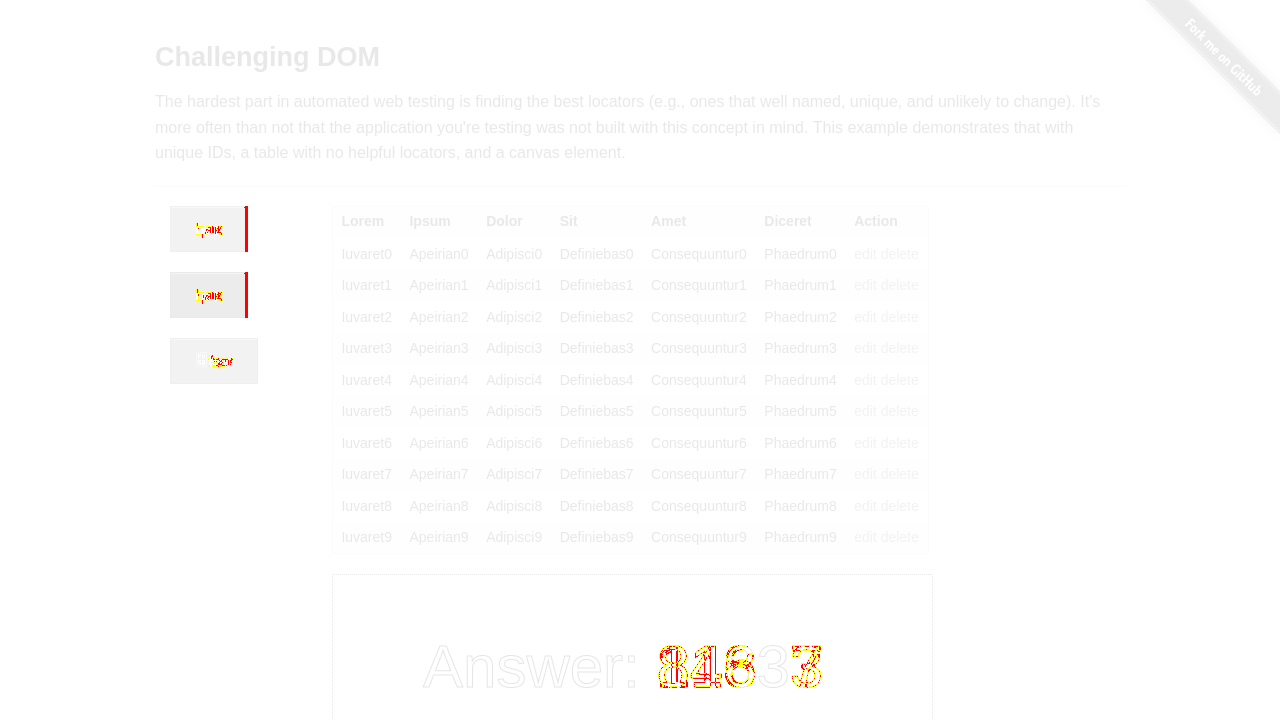 Fork me on GitHub
Challenging DOM
The hardest part in automated web testing is finding the best locators (e.g., ones that well named, unique, and unlikely to change). It's
more often than not that the application you're testing was not built with this concept in mind. This example demonstrates that with
unique IDs, a table with no helpful locators, and a canvas element.
Lorem Ipsum Dolor Sit Amet Diceret Action
Iuvaret0 Apeirian0 Adipisci0 Definiebas0 Consequuntur0 Phaedrum0 edit delete
Iuvaret1 Apeirian1 Adipisci1 Definiebas1 Consequuntur1 Phaedrum1 edit delete
Iuvaret2 Apeirian2 Adipisci2 Definiebas2 Consequuntur2 Phaedrum2 edit delete
Iuvaret3 Apeirian3 Adipisci3 Definiebas3 Consequuntur3 Phaedrum3 edit delete
Iuvaret4 Apeirian4 Adipisci4 Definiebas4 Consequuntur4 Phaedrum4 edit delete
Iuvaret5 Apeirian5 Adipisci5 Definiebas5 Consequuntur5 Phaedrum5 edit delete
Iuvaret6 Apeirian6 Adipisci6 Definiebas6 Consequuntur6 Phaedrum6 edit delete
Iuvaret7 Apeirian7 Adipisci7 Definiebas7 Consequuntur7 Phaedrum7 edit delete
Iuvaret8 Apeirian8 Adipisci8 Definiebas8 Consequuntur8 Phaedrum8 edit delete
Iuvaret9 Apeirian9 Adipisci9 Definiebas9 Consequuntur9 Phaedrum9 edit delete
Answer: